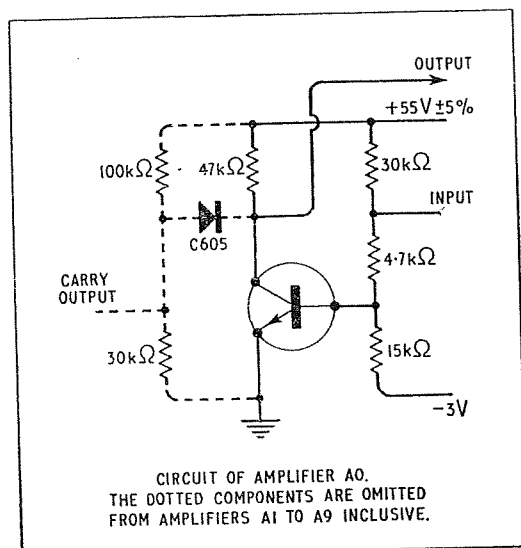 OUTPUT
+55V ±5%
100kΩ
47kΩ
30kΩ
INPUT
C605
4·7kΩ
CARRY
OUTPUT
30kΩ
15kΩ
-3V
CIRCUIT OF AMPLIFIER A0.
THE DOTTED COMPONENTS ARE OMITTED
FROM AMPLIFIERS A1 TO A9 INCLUSIVE.